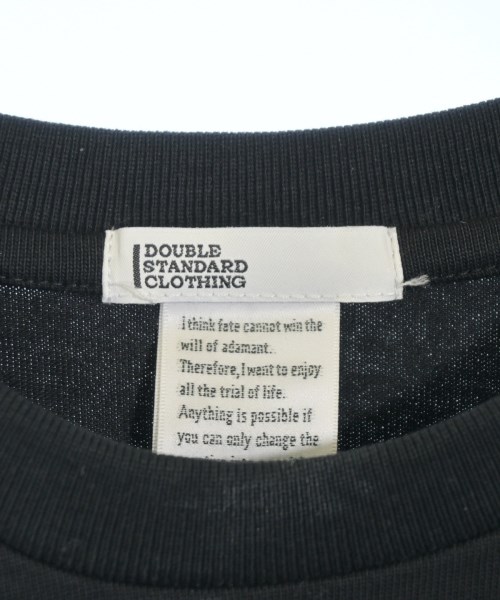 DOUBLE
STANDARD
CLOTHING
I think fate cannot win the
will of adamant.
Therefore, I want to enjoy
all the trial of life.
Anything is possible if
you can only change the